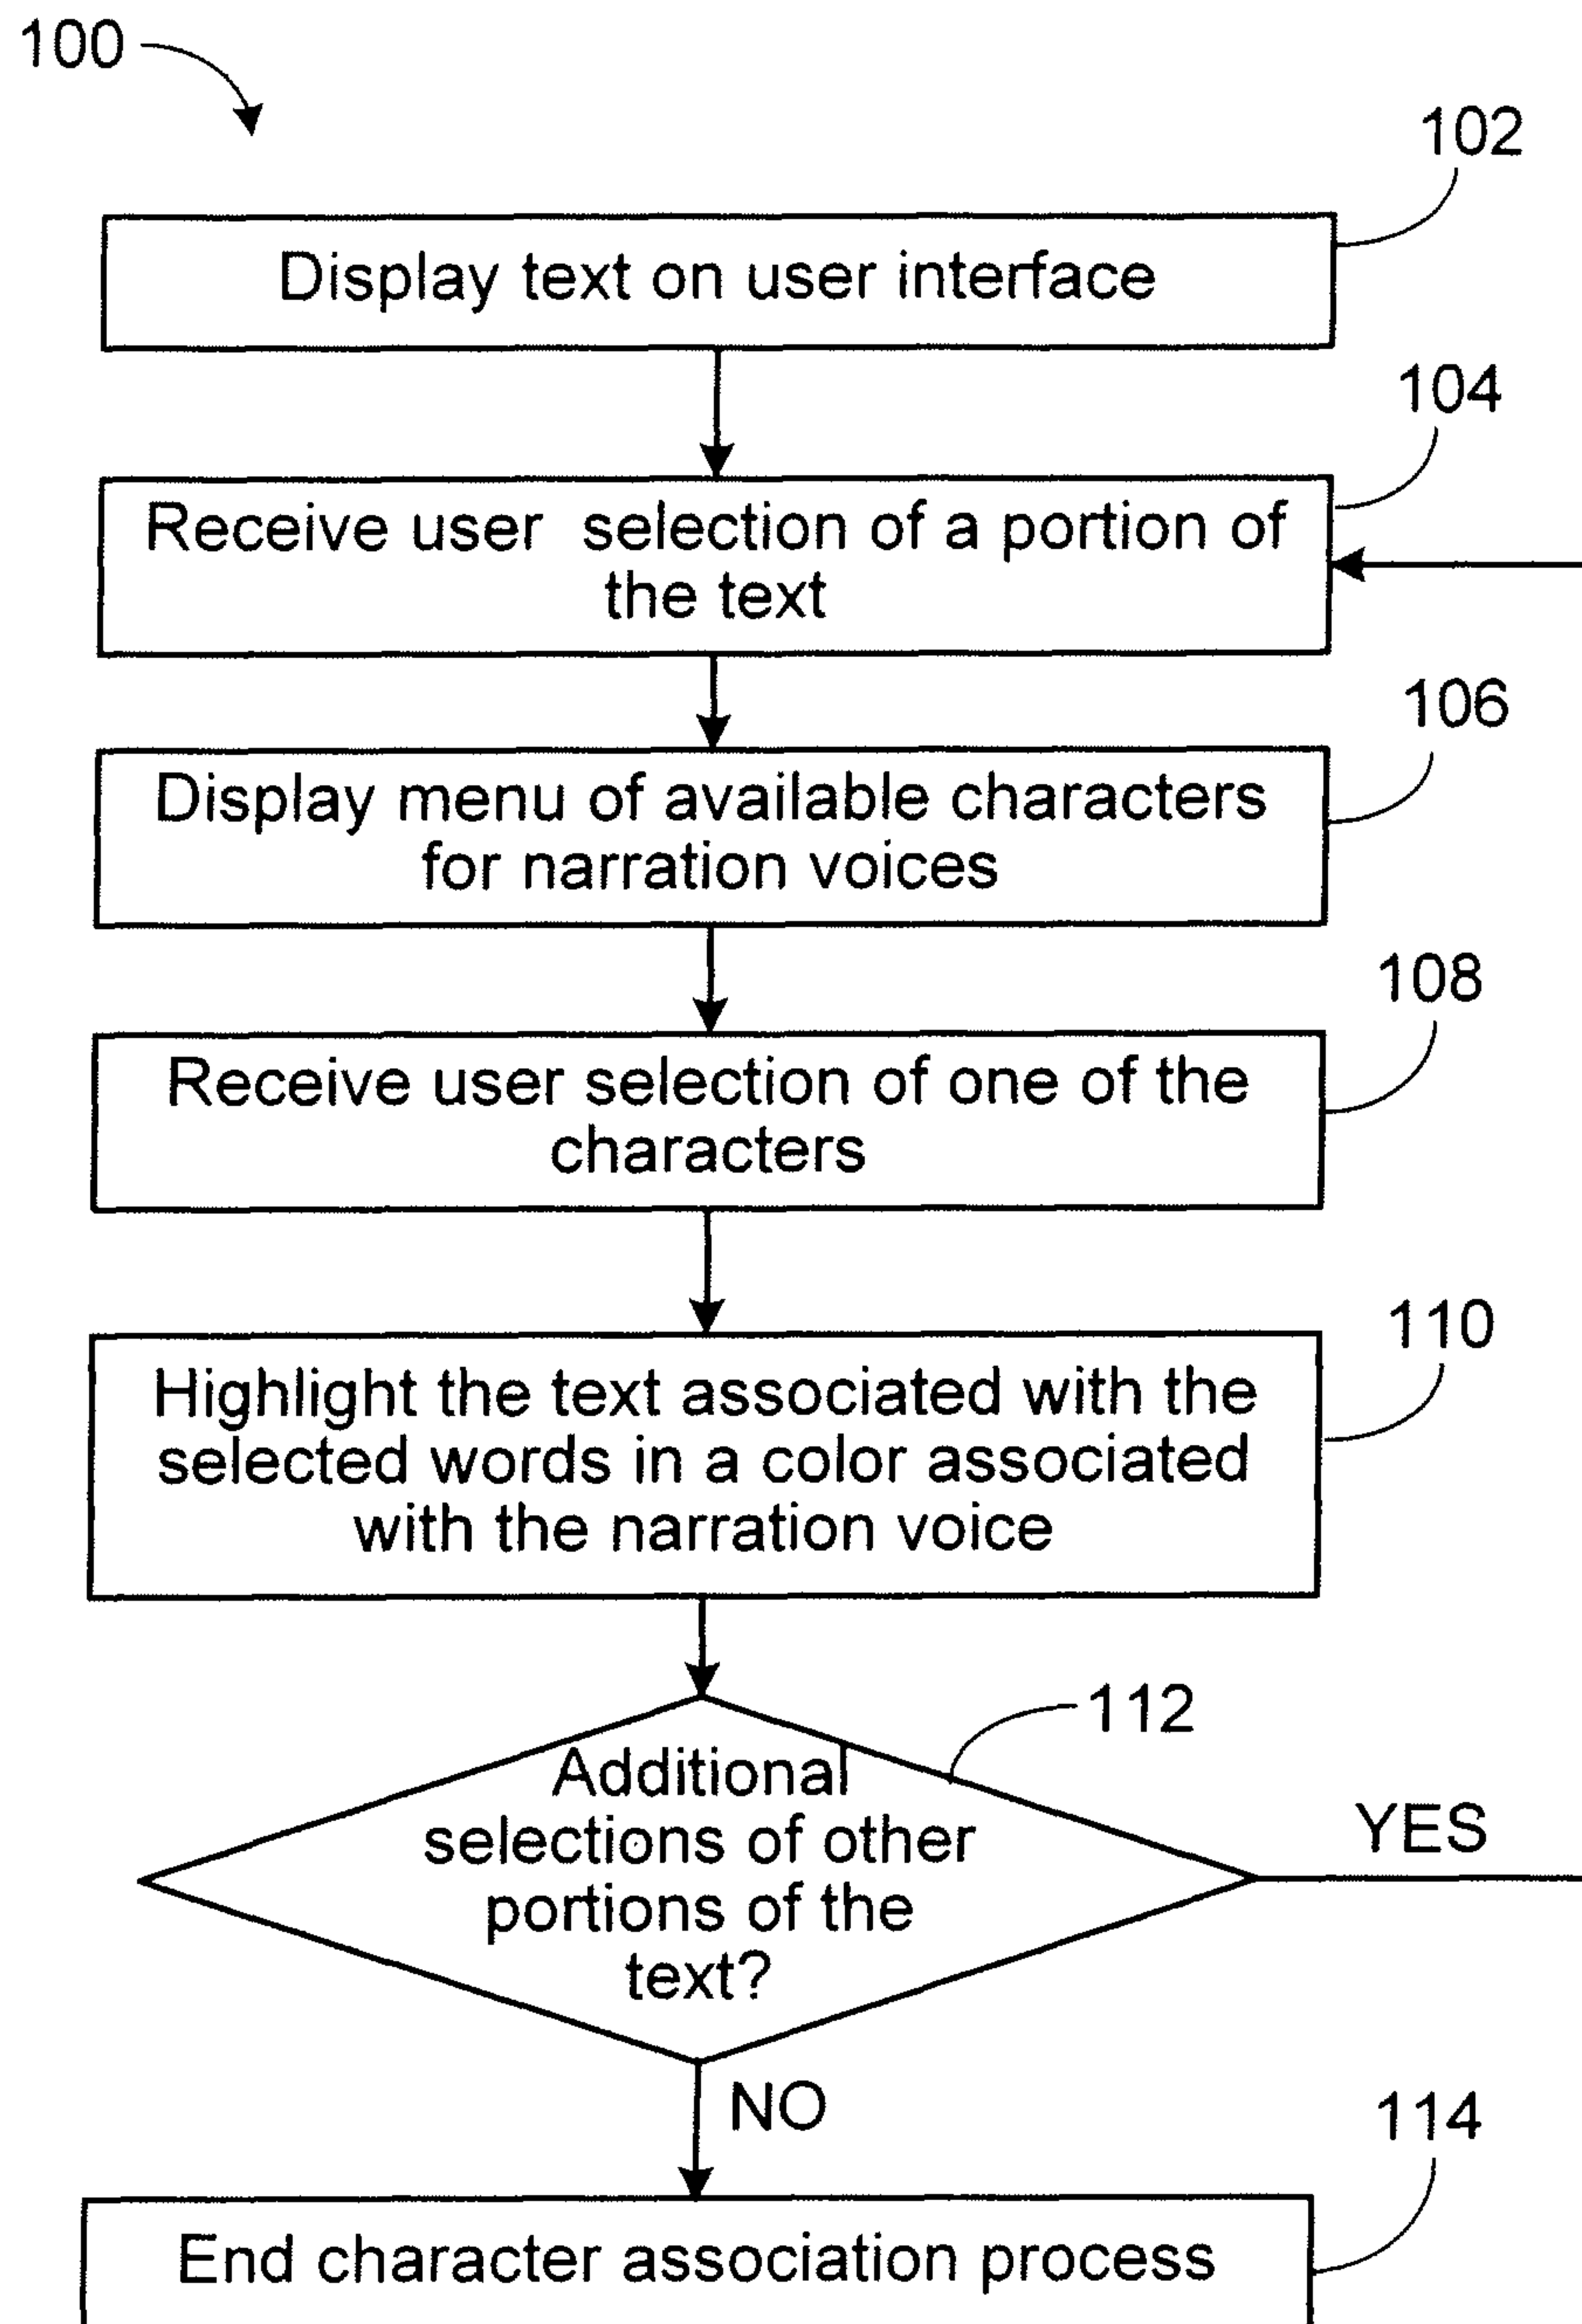 100
102
Display text on user interface
104
Receive user selection of a portion of
the text
106
Display menu of available characters
for narration voices
108
Receive user selection of one of the
characters
110
Highlight the text associated with the
selected words in a color associated
with the narration voice
112
Additional
selections of other
portions of the
text?
YES
NO
114
End character association process